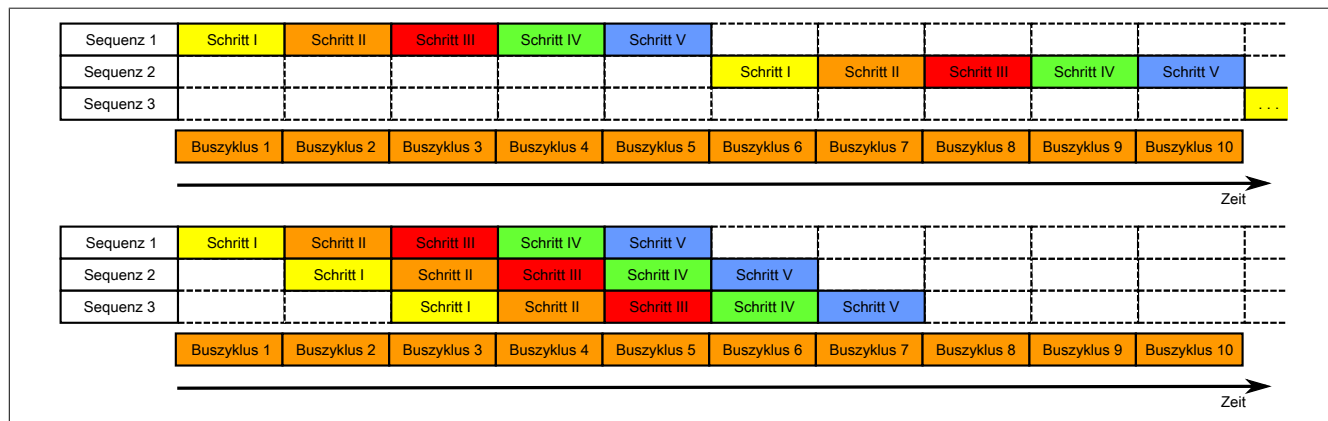 Sequenz 1 Schritt I Schritt II Schritt III Schritt IV Schritt V
Sequenz 2 Schritt I Schritt II Schritt III Schritt IV Schritt V
Sequenz 3 . . .
Buszyklus 1 Buszyklus 2 Buszyklus 3 Buszyklus 4 Buszyklus 5 Buszyklus 6 Buszyklus 7 Buszyklus 8 Buszyklus 9 Buszyklus 10
Zeit
Sequenz 1 Schritt I Schritt II Schritt III Schritt IV Schritt V
Sequenz 2 Schritt I Schritt II Schritt III Schritt IV Schritt V
Sequenz 3 Schritt I Schritt II Schritt III Schritt IV Schritt V
Buszyklus 1 Buszyklus 2 Buszyklus 3 Buszyklus 4 Buszyklus 5 Buszyklus 6 Buszyklus 7 Buszyklus 8 Buszyklus 9 Buszyklus 10
Zeit